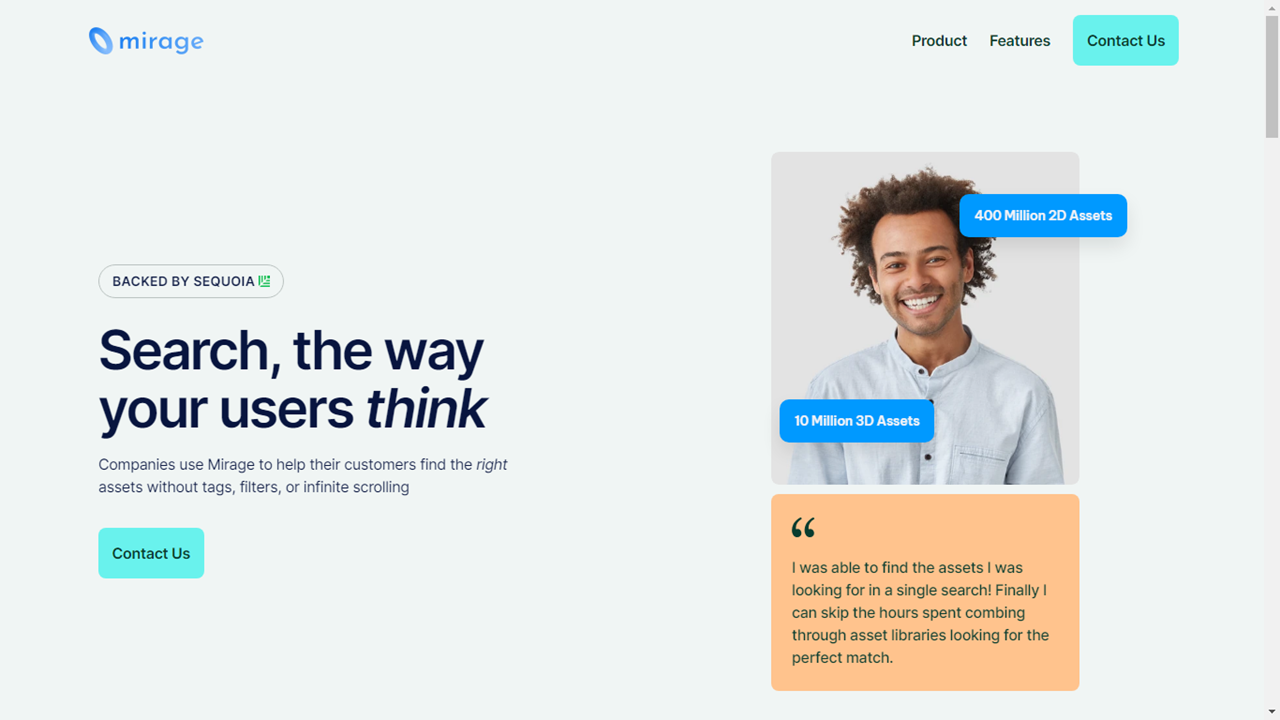 mirage
Product
Features
Contact Us
BACKED BY SEQUOIA
Search, the way
your users think
Companies use Mirage to help their customers find the right
assets without tags, filters, or infinite scrolling
Contact Us
400 Million 2D Assets
10 Million 3D Assets
“
I was able to find the assets I was
looking for in a single search! Finally I
can skip the hours spent combing
through asset libraries looking for the
perfect match.